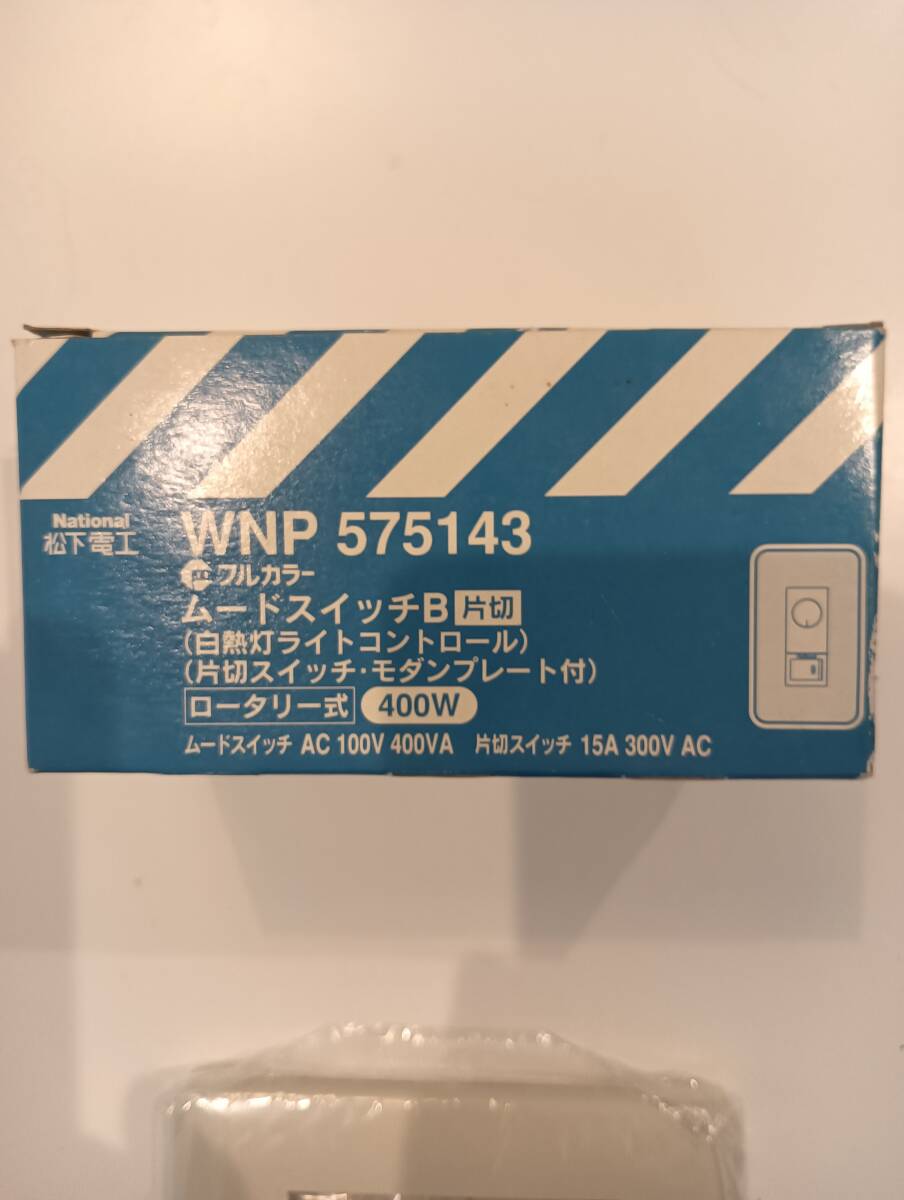 National
松下電工
WNP 575143
フルカラー
ムードスイッチB 片切
(白熱灯ライトコントロール)
(片切スイッチ・モダンプレート付)
ロータリー式 400W
ムードスイッチ AC 100V 400VA 片切スイッチ 15A 300V AC